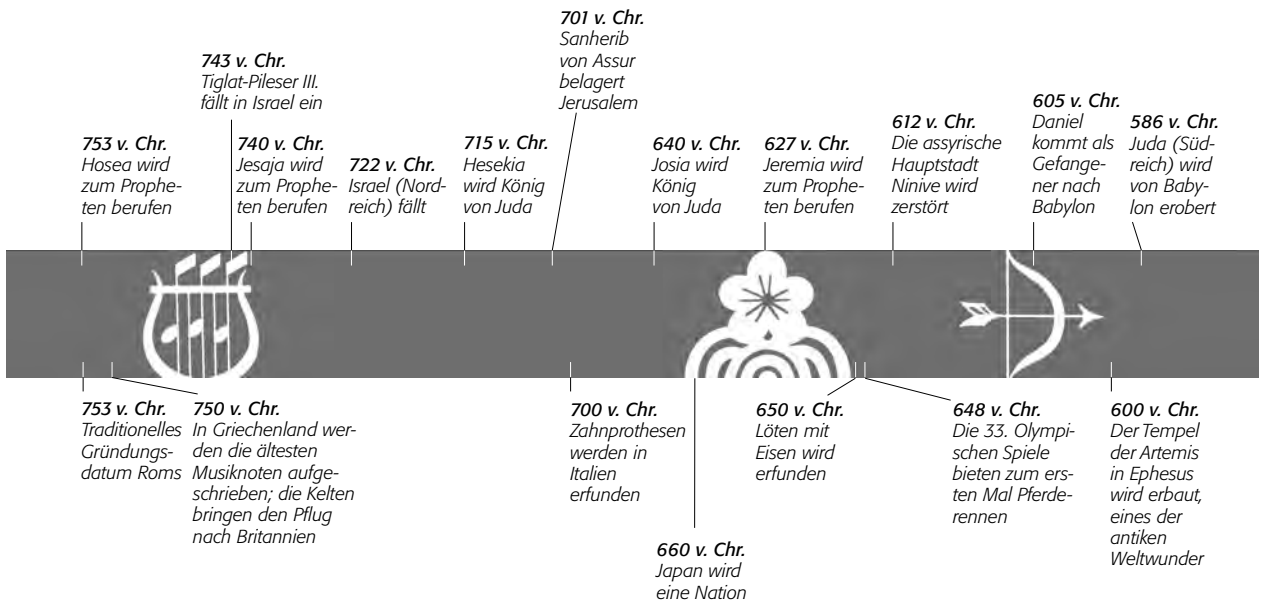 701 v. Chr.
Sanherib
von Assur
belagert
Jerusalem
743 v. Chr.
Tiglat-Pileser III.
fällt in Israel ein
753 v. Chr.
Hosea wird
zum Prophe-
ten berufen
740 v. Chr.
Jesaja wird
zum Prophe-
ten berufen
722 v. Chr.
Israel (Nord-
reich) fällt
715 v. Chr.
Hesekia
wird König
von Juda
640 v. Chr.
Josia wird
König
von Juda
627 v. Chr.
Jeremia wird
zum Prophe-
ten berufen
612 v. Chr.
Die assyrische
Hauptstadt
Ninive wird
zerstört
605 v. Chr.
Daniel
kommt als
Gefange-
ner nach
Babylon
586 v. Chr.
Juda (Süd-
reich) wird
von Baby-
lon erobert
753 v. Chr.
Traditionelles
Gründungs-
datum Roms
750 v. Chr.
In Griechenland wer-
den die ältesten
Musiknoten aufge-
schrieben; die Kelten
bringen den Pflug
nach Britannien
700 v. Chr.
Zahnprothesen
werden in
Italien
erfunden
660 v. Chr.
Japan wird
eine Nation
650 v. Chr.
Löten mit
Eisen wird
erfunden
648 v. Chr.
Die 33. Olympi-
schen Spiele
bieten zum ers-
ten Mal Pferde-
rennen
600 v. Chr.
Der Tempel
der Artemis
in Ephesus
wird erbaut,
eines der
antiken
Weltwunder